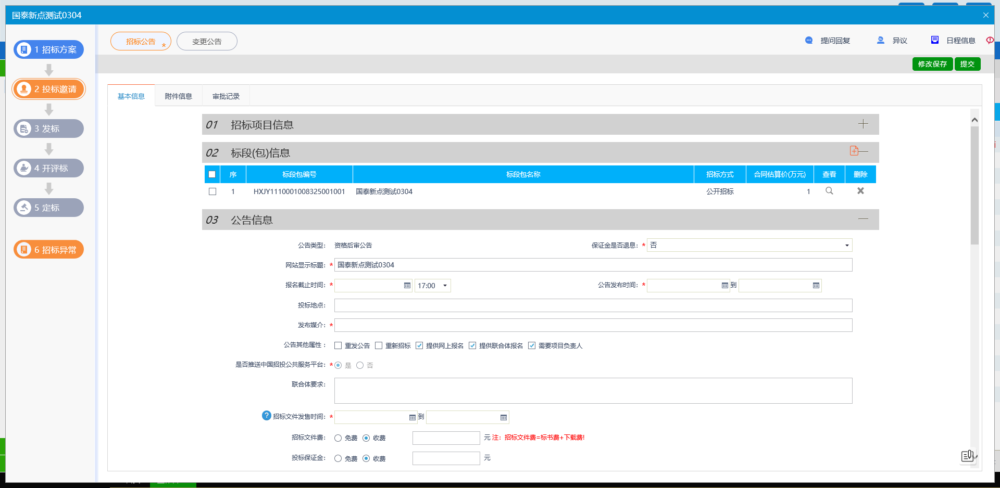 国泰新点测试0304
1 招标方案
2 投标邀请
3 发标
4 开评标
5 定标
6 招标异常
招标公告 * 变更公告
提问回复 异议 日程信息
修改保存 提交
基本信息 附件信息 审批记录
01 招标项目信息
02 标段(包)信息
序 标段包编号 标段包名称 招标方式 合同估算价(万元) 查看 删除
1 HXJY1110001008325001001 国泰新点测试0304 公开招标 1
03 公告信息
公告类型: 资格后审公告 保证金是否退息: * 否
网站显示标题: * 国泰新点测试0304
报名截止时间: * 17:00 公告发布时间: * 到
投标地点:
发布媒介: *
公告其他属性: 重发公告 重新招标 提供网上报名 提供联合体报名 需要项目负责人
是否推送中国招投公共服务平台: * 是 否
联合体要求:
? 招标文件发售时间: * 到
招标文件费: 免费 收费 元 注：招标文件费=标书费+下载费!
投标保证金: 免费 收费 元